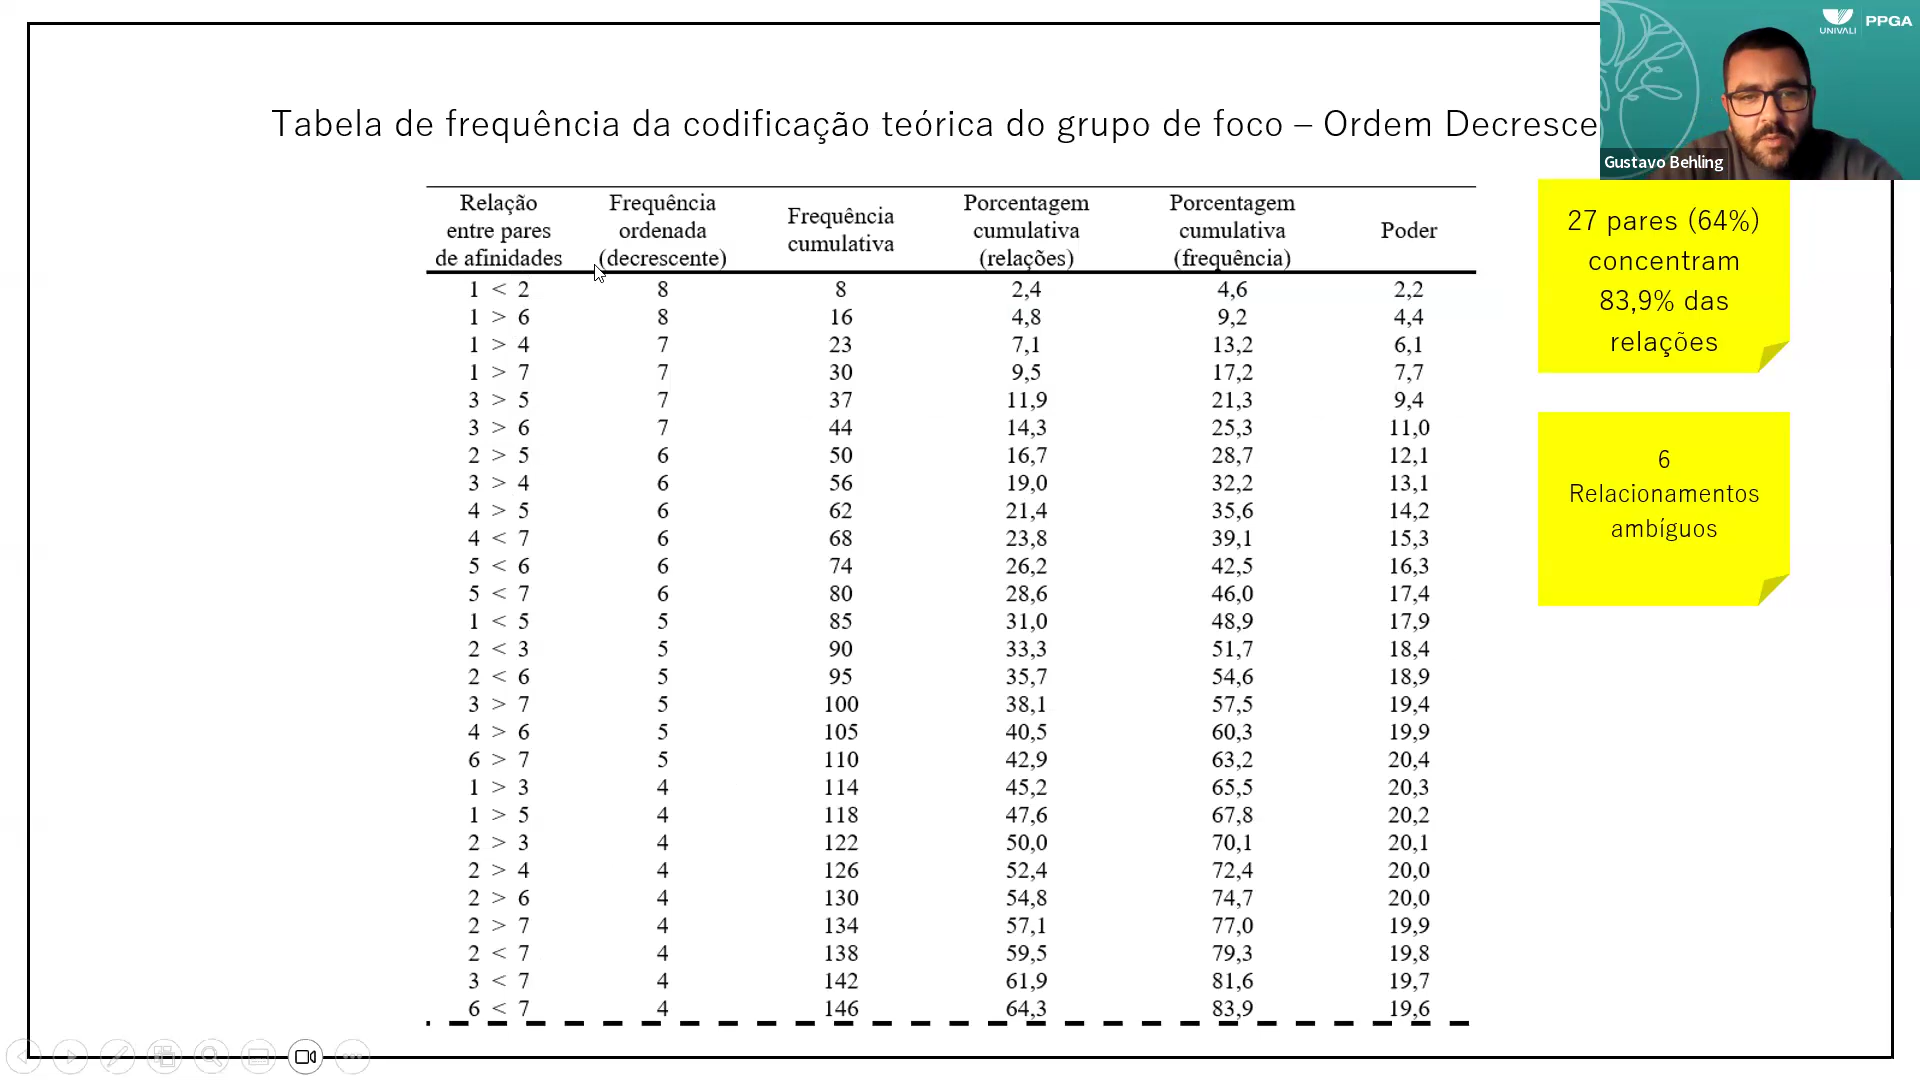 UNIVALI | PPGA
Gustavo Behling
Tabela de frequência da codificação teórica do grupo de foco – Ordem Decresce
Relação entre pares de afinidades	Frequência ordenada (decrescente)	Frequência cumulativa	Porcentagem cumulativa (relações)	Porcentagem cumulativa (frequência)	Poder
1 < 2	8	8	2,4	4,6	2,2
1 > 6	8	16	4,8	9,2	4,4
1 > 4	7	23	7,1	13,2	6,1
1 > 7	7	30	9,5	17,2	7,7
3 > 5	7	37	11,9	21,3	9,4
3 > 6	7	44	14,3	25,3	11,0
2 > 5	6	50	16,7	28,7	12,1
3 > 4	6	56	19,0	32,2	13,1
4 > 5	6	62	21,4	35,6	14,2
4 < 7	6	68	23,8	39,1	15,3
5 < 6	6	74	26,2	42,5	16,3
5 < 7	6	80	28,6	46,0	17,4
1 < 5	5	85	31,0	48,9	17,9
2 < 3	5	90	33,3	51,7	18,4
2 < 6	5	95	35,7	54,6	18,9
3 > 7	5	100	38,1	57,5	19,4
4 > 6	5	105	40,5	60,3	19,9
6 > 7	5	110	42,9	63,2	20,4
1 > 3	4	114	45,2	65,5	20,3
1 > 5	4	118	47,6	67,8	20,2
2 > 3	4	122	50,0	70,1	20,1
2 > 4	4	126	52,4	72,4	20,0
2 > 6	4	130	54,8	74,7	20,0
2 > 7	4	134	57,1	77,0	19,9
2 < 7	4	138	59,5	79,3	19,8
3 < 7	4	142	61,9	81,6	19,7
6 < 7	4	146	64,3	83,9	19,6
27 pares (64%)
concentram
83,9% das
relações
6
Relacionamentos
ambíguos